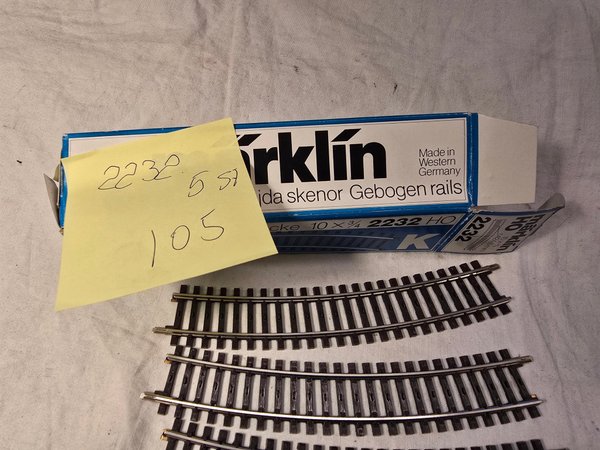 2232
5 st
105
ärklin
Made in
Western
Germany
ida skenor Gebogen rails
cke 10 x ¾ 2232 HO
K
2232
HO